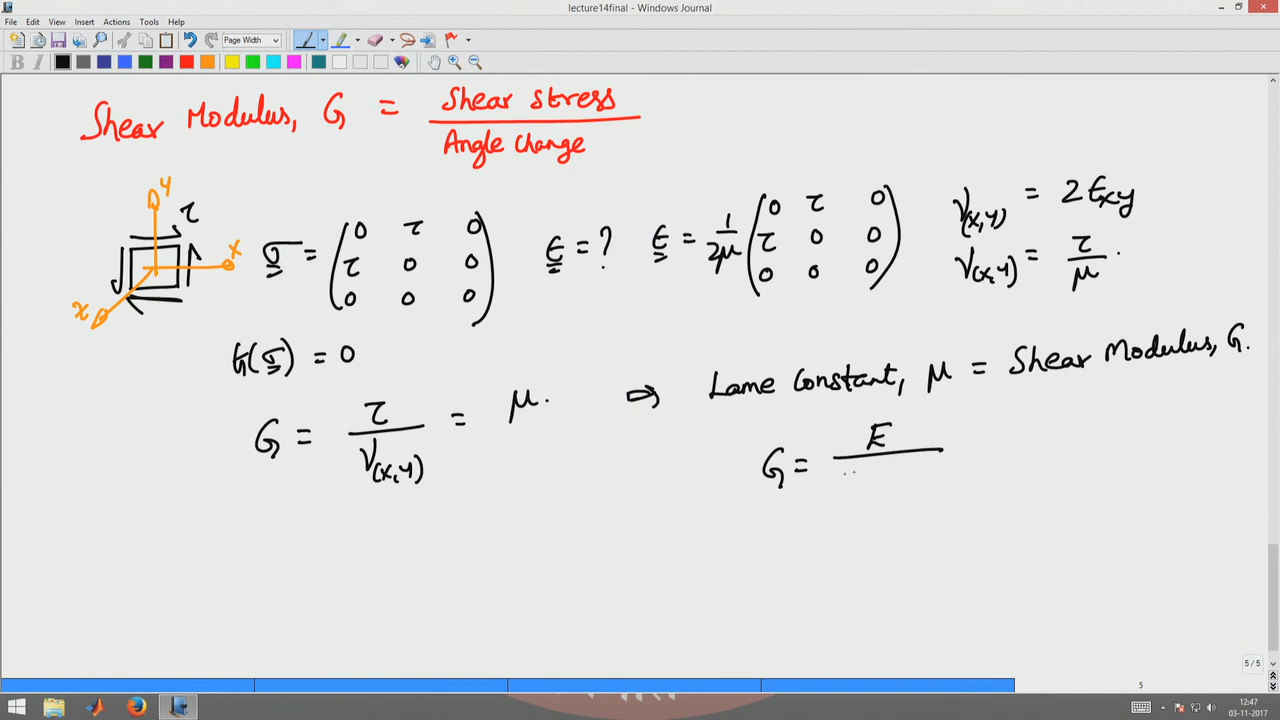 lecture14final - Windows Journal
File Edit View Insert Actions Tools Help
Page Width
B I
Shear Modulus, G = Shear stress / Angle Change
y
τ
x
σ = (0 τ 0; τ 0 0; 0 0 0) ε = ? ε = 1/2μ (0 τ 0; τ 0 0; 0 0 0) γ(x,y) = 2 εxy
γ(x,y) = τ/μ .
tr(σ) = 0
G = τ / γ(x,y) = μ. ⇒ Lame Constant, μ = Shear Modulus, G.
G = E /
5/5
5
12:47
03-11-2017